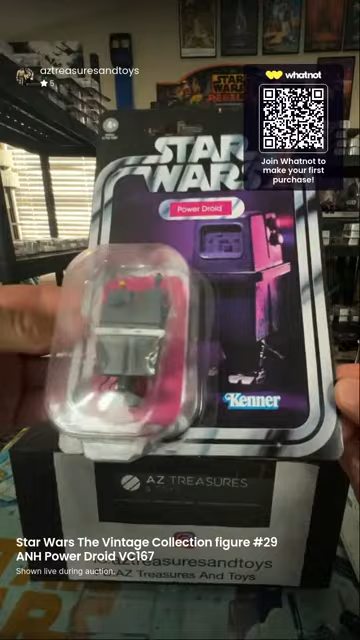 aztreasuresandtoys
★5
whatnot
Join Whatnot to
make your first
purchase!
STAR
WARS
Power Droid
Kenner
AZ TREASURES
aztreasuresandtoys
AZ Treasures And Toys
Star Wars The Vintage Collection figure #29
ANH Power Droid VC167
Shown live during auction.